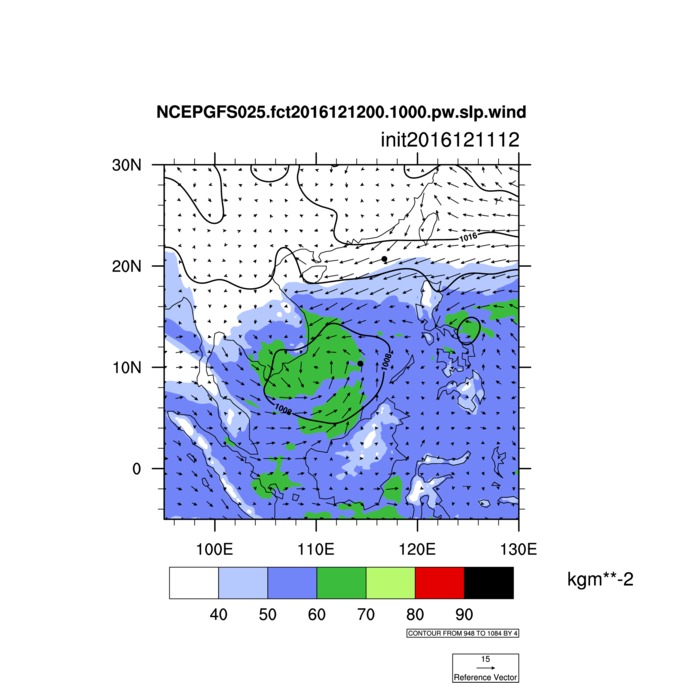 NCEPGFS025.fct2016121200.1000.pw.slp.wind
init2016121112
30N
1016
20N
1008
10N
1008
0
100E 110E 120E 130E
kgm**-2
40 50 60 70 80 90
CONTOUR FROM 948 TO 1084 BY 4
15
Reference Vector